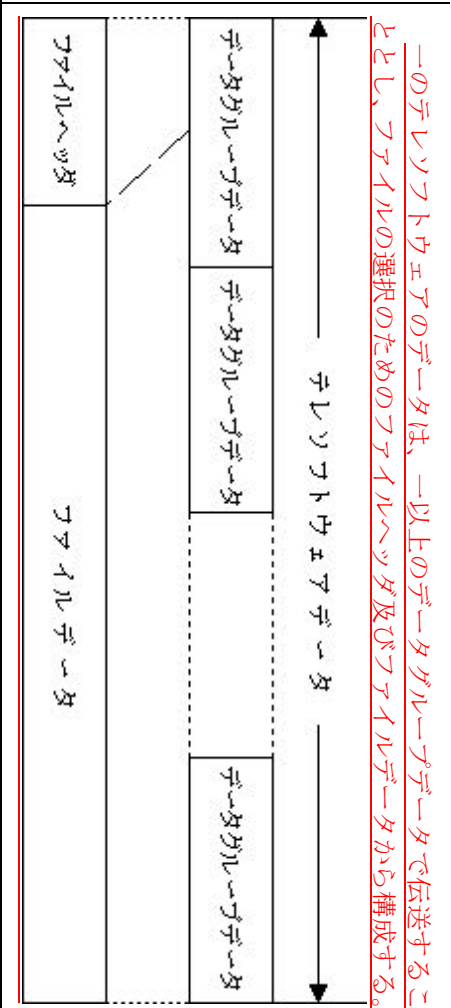 一のテレソフトウェアのデータは、一以上のデータグループデータで伝送するこ
ととし、ファイルの選択のためのファイルヘッダ及びファイルデータから構成する。
テレソフトウェアデータ
データグループデータ
データグループデータ
データグループデータ
ファイルヘッダ
ファイルデータ